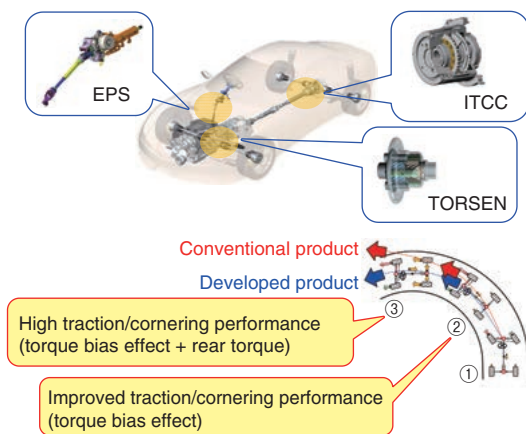 EPS
ITCC
TORSEN
Conventional product
Developed product
High traction/cornering performance
(torque bias effect + rear torque)
③
②
①
Improved traction/cornering performance
(torque bias effect)